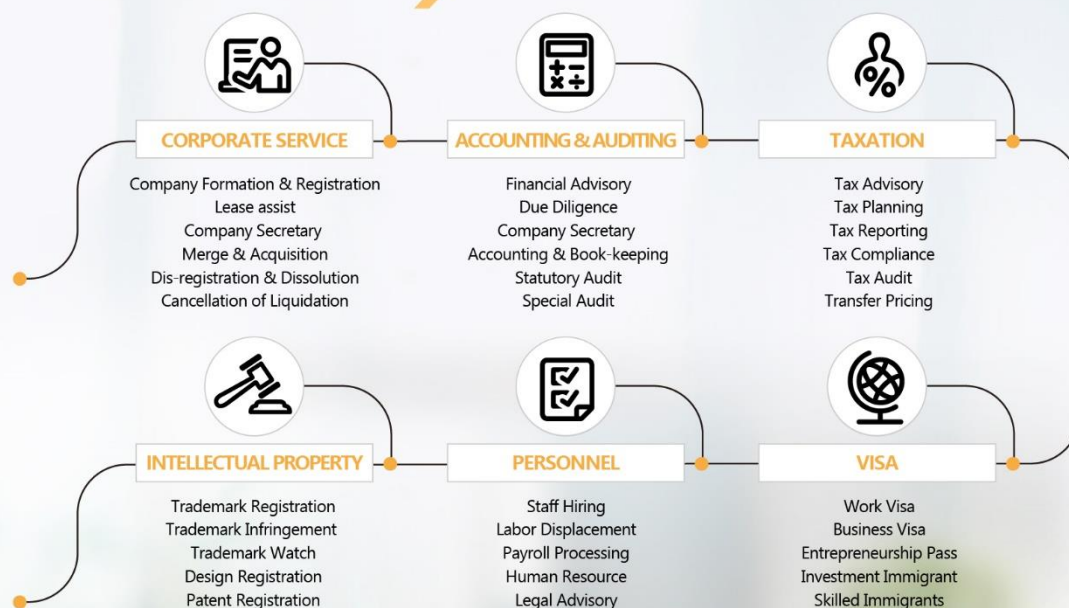 CORPORATE SERVICE
Company Formation & Registration
Lease assist
Company Secretary
Merge & Acquisition
Dis-registration & Dissolution
Cancellation of Liquidation
ACCOUNTING & AUDITING
Financial Advisory
Due Diligence
Company Secretary
Accounting & Book-keeping
Statutory Audit
Special Audit
TAXATION
Tax Advisory
Tax Planning
Tax Reporting
Tax Compliance
Tax Audit
Transfer Pricing
INTELLECTUAL PROPERTY
Trademark Registration
Trademark Infringement
Trademark Watch
Design Registration
Patent Registration
PERSONNEL
Staff Hiring
Labor Displacement
Payroll Processing
Human Resource
Legal Advisory
VISA
Work Visa
Business Visa
Entrepreneurship Pass
Investment Immigrant
Skilled Immigrants